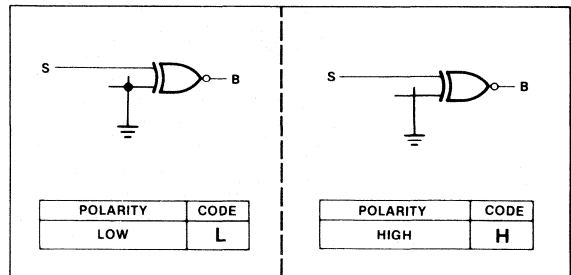 S
B
POLARITY CODE
LOW L
S
B
POLARITY CODE
HIGH H